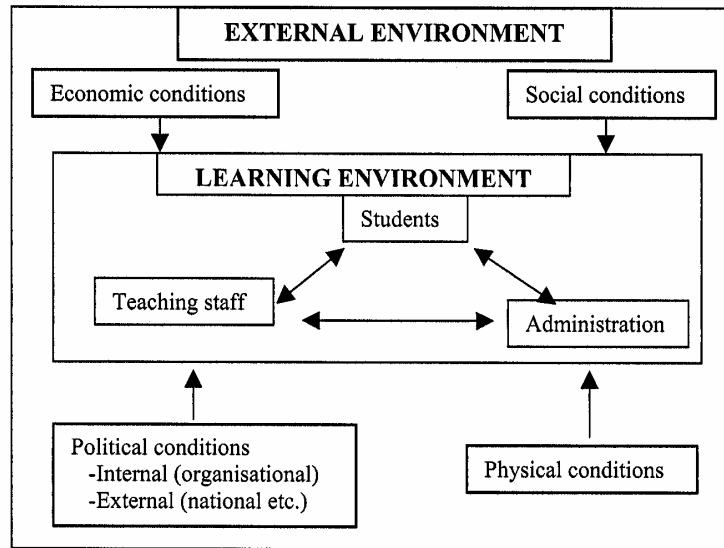 EXTERNAL ENVIRONMENT
Economic conditions
Social conditions
LEARNING ENVIRONMENT
Students
Teaching staff
Administration
Political conditions
-Internal (organisational)
-External (national etc.)
Physical conditions